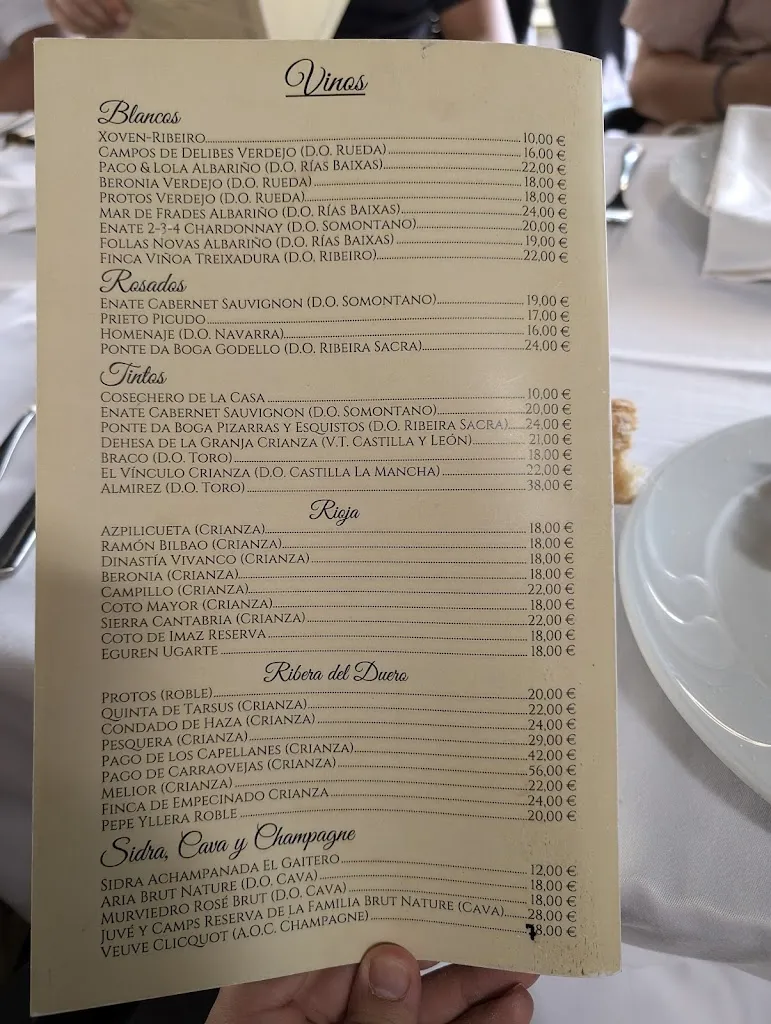 Vinos
Blancos
Xoven-Ribeiro 10,00 €
Campos de Delibes Verdejo (D.O. Rueda) 16,00 €
Paco & Lola Albariño (D.O. Rías Baixas) 22,00 €
Beronia Verdejo (D.O. Rueda) 18,00 €
Protos Verdejo (D.O. Rueda) 18,00 €
Mar de Frades Albariño (D.O. Rías Baixas) 24,00 €
Enate 2-3-4 Chardonnay (D.O. Somontano) 20,00 €
Follas Novas Albariño (D.O. Rías Baixas) 19,00 €
Finca Viñoa Treixadura (D.O. Ribeiro) 22,00 €
Rosados
Enate Cabernet Sauvignon (D.O. Somontano) 19,00 €
Prieto Picudo 17,00 €
Homenaje (D.O. Navarra) 16,00 €
Ponte da Boga Godello (D.O. Ribeira Sacra) 24,00 €
Tintos
Cosechero de la Casa 10,00 €
Enate Cabernet Sauvignon (D.O. Somontano) 20,00 €
Ponte da Boga Pizarras y Esquistos (D.O. Ribeira Sacra) 24,00 €
Dehesa de la Granja Crianza (V.T. Castilla y León) 21,00 €
Braco (D.O. Toro) 18,00 €
El Vínculo Crianza (D.O. Castilla La Mancha) 22,00 €
Almirez (D.O. Toro) 38,00 €
Rioja
Azpilicueta (Crianza) 18,00 €
Ramón Bilbao (Crianza) 18,00 €
Dinastía Vivanco (Crianza) 18,00 €
Beronia (Crianza) 18,00 €
Campillo (Crianza) 22,00 €
Coto Mayor (Crianza) 18,00 €
Sierra Cantabria (Crianza) 22,00 €
Coto de Imaz Reserva 18,00 €
Eguren Ugarte 18,00 €
Ribera del Duero
Protos (Roble) 20,00 €
Quinta de Tarsus (Crianza) 22,00 €
Condado de Haza (Crianza) 24,00 €
Pesquera (Crianza) 29,00 €
Pago de los Capellanes (Crianza) 42,00 €
Pago de Carraovejas (Crianza) 56,00 €
Melior (Crianza) 22,00 €
Finca de Empecinado Crianza 24,00 €
Pepe Yllera Roble 20,00 €
Sidra, Cava y Champagne
Sidra Achampanada El Gaitero 12,00 €
Aria Brut Nature (D.O. Cava) 18,00 €
Murviedro Rosé Brut (D.O. Cava) 18,00 €
Juvé y Camps Reserva de la Familia Brut Nature (Cava) 28,00 €
Veuve Clicquot (A.O.C. Champagne) 78,00 €